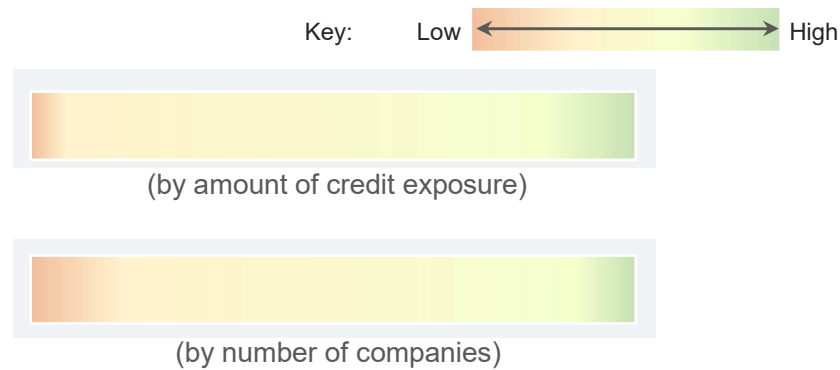 Key: Low High
(by amount of credit exposure)
(by number of companies)